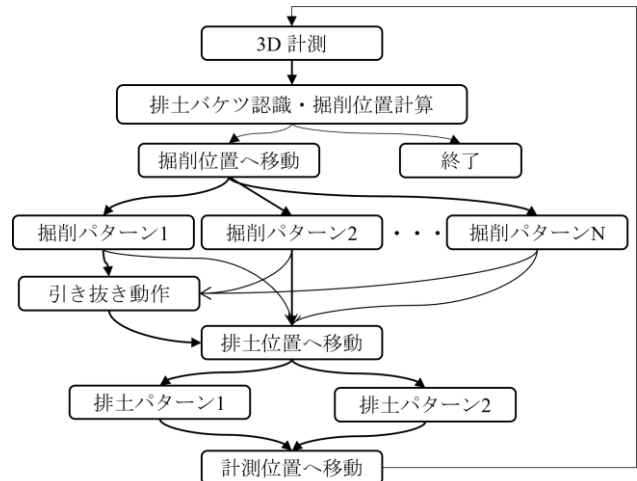 3D 計測
排土バケツ認識・掘削位置計算
掘削位置へ移動
終了
掘削パターン1
掘削パターン2
・・・
掘削パターンN
引き抜き動作
排土位置へ移動
排土パターン1
排土パターン2
計測位置へ移動